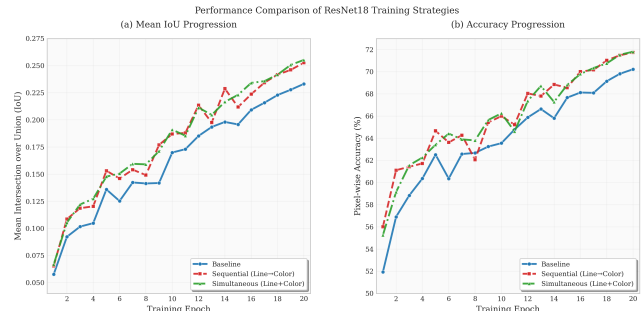 Performance Comparison of ResNet18 Training Strategies
(a) Mean IoU Progression
Mean Intersection over Union (IoU)
0.275
0.250
0.225
0.200
0.175
0.150
0.125
0.100
0.075
0.050
2 4 6 8 10 12 14 16 18 20
Training Epoch
Baseline
Sequential (Line→Color)
Simultaneous (Line+Color)
(b) Accuracy Progression
Pixel-wise Accuracy (%)
72
70
68
66
64
62
60
58
56
54
52
50
2 4 6 8 10 12 14 16 18 20
Training Epoch
Baseline
Sequential (Line→Color)
Simultaneous (Line+Color)